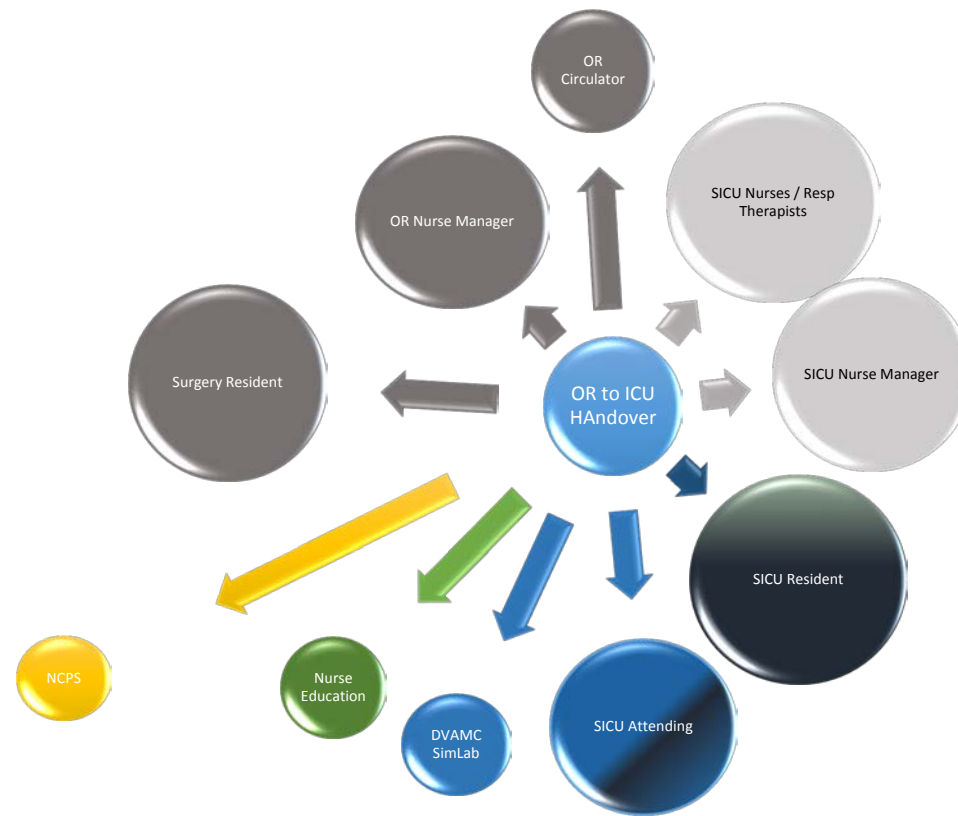 OR
Circulator
SICU Nurses / Resp
Therapists
OR Nurse Manager
SICU Nurse Manager
Surgery Resident
OR to ICU
HAndover
SICU Resident
NCPS
Nurse
Education
DVAMC
SimLab
SICU Attending